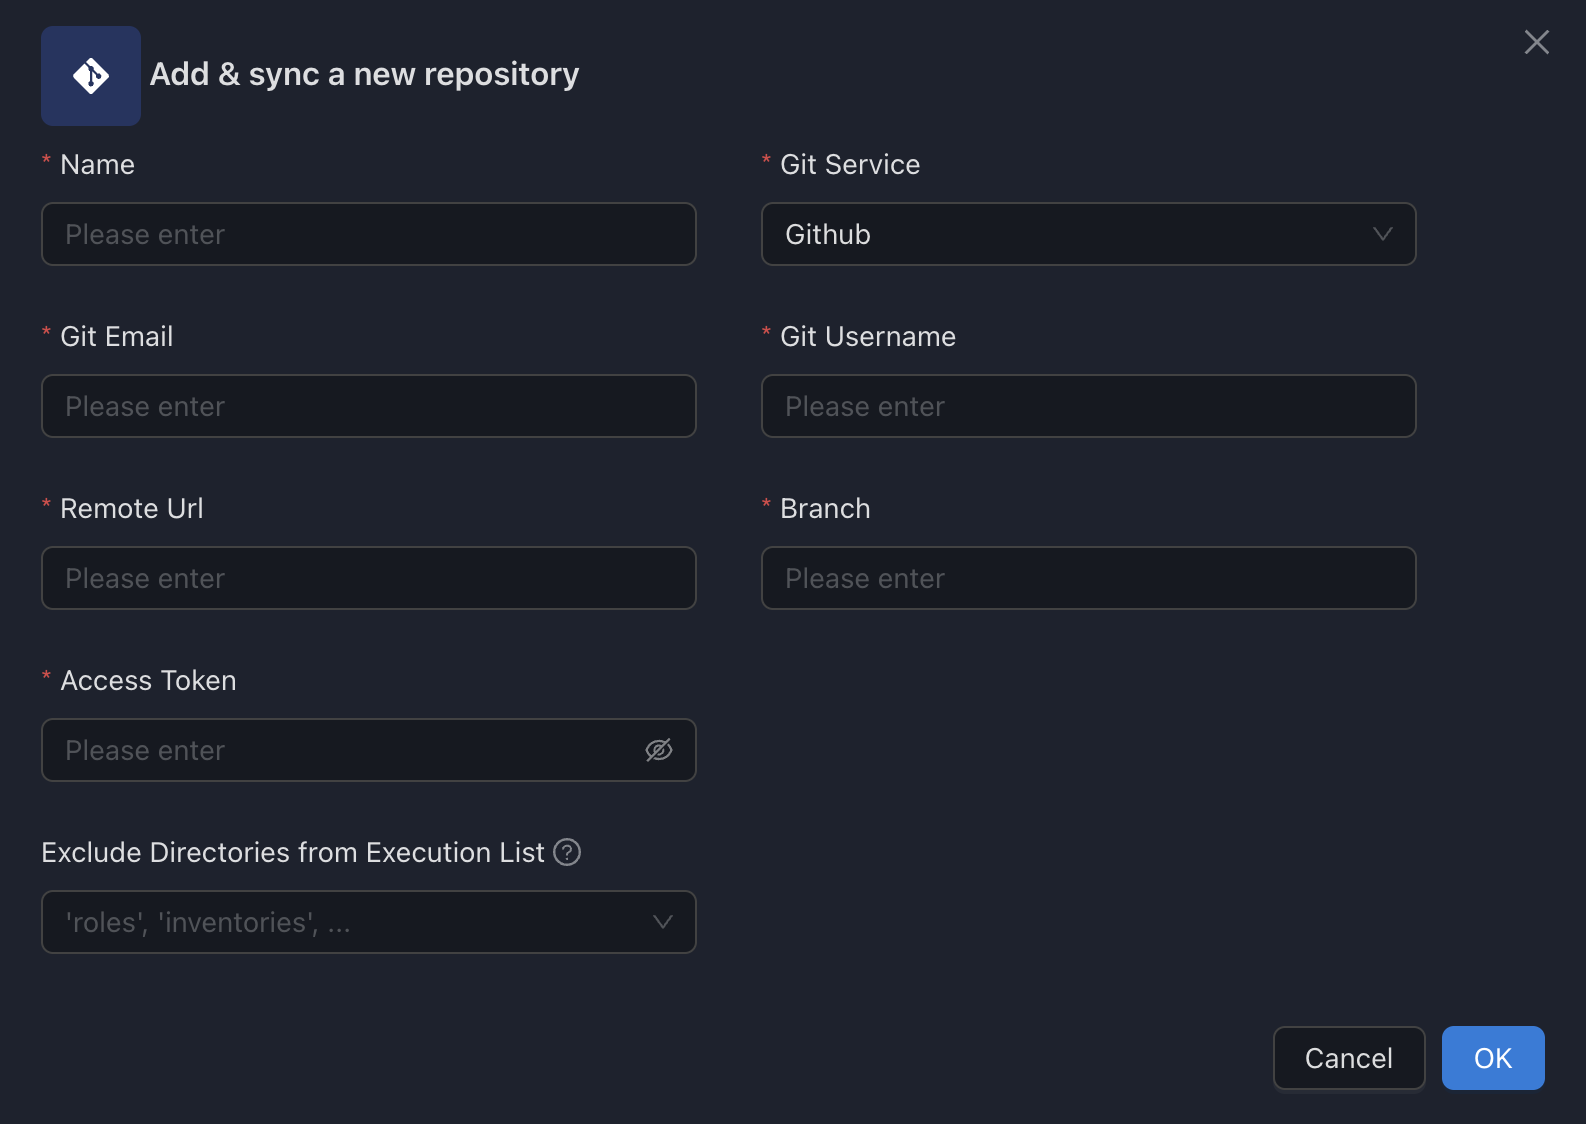 Add & sync a new repository
* Name
Please enter
* Git Service
Github
* Git Email
Please enter
* Git Username
Please enter
* Remote Url
Please enter
* Branch
Please enter
* Access Token
Please enter
Exclude Directories from Execution List ?
'roles', 'inventories', ...
Cancel
OK